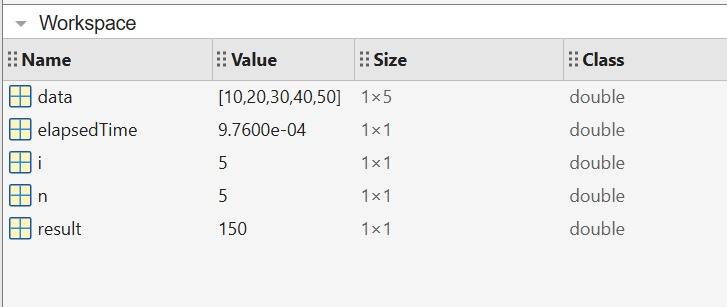 Workspace
Name Value Size Class
data [10,20,30,40,50] 1×5 double
elapsedTime 9.7600e-04 1×1 double
i 5 1×1 double
n 5 1×1 double
result 150 1×1 double